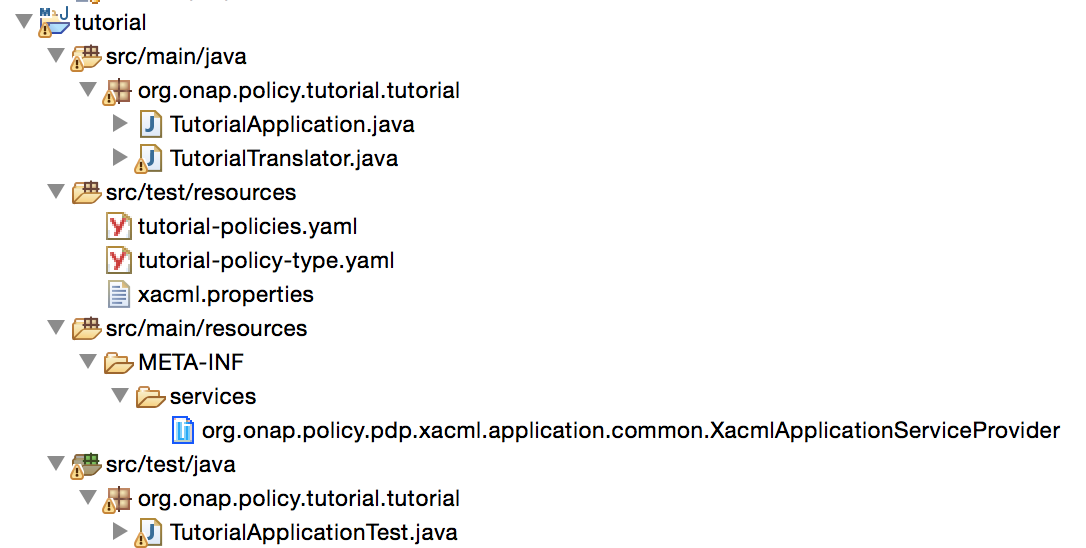 tutorial
src/main/java
org.onap.policy.tutorial.tutorial
TutorialApplication.java
TutorialTranslator.java
src/test/resources
tutorial-policies.yaml
tutorial-policy-type.yaml
xacml.properties
src/main/resources
META-INF
services
org.onap.policy.pdp.xacml.application.common.XacmlApplicationServiceProvider
src/test/java
org.onap.policy.tutorial.tutorial
TutorialApplicationTest.java